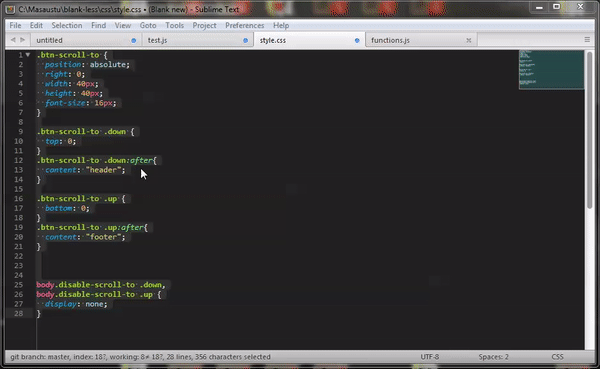 C:\Masaustu\blank-less\css\style.css • (Blank new) - Sublime Text
File Edit Selection Find View Goto Tools Project Preferences Help
untitled test.js style.css functions.js
1 .btn-scroll-to {
2 position: absolute;
3 right: 0;
4 width: 40px;
5 height: 40px;
6 font-size: 16px;
7 }
8
9 .btn-scroll-to .down {
10 top: 0;
11 }
12 .btn-scroll-to .down:after{
13 content: "header";
14 }
15
16 .btn-scroll-to .up {
17 bottom: 0;
18 }
19 .btn-scroll-to .up:after{
20 content: "footer";
21 }
22
23
24
25 body.disable-scroll-to .down,
26 body.disable-scroll-to .up {
27 display: none;
28 }
git branch: master, index: 18?, working: 8≠ 18?, 28 lines, 356 characters selected UTF-8 Spaces: 2 CSS